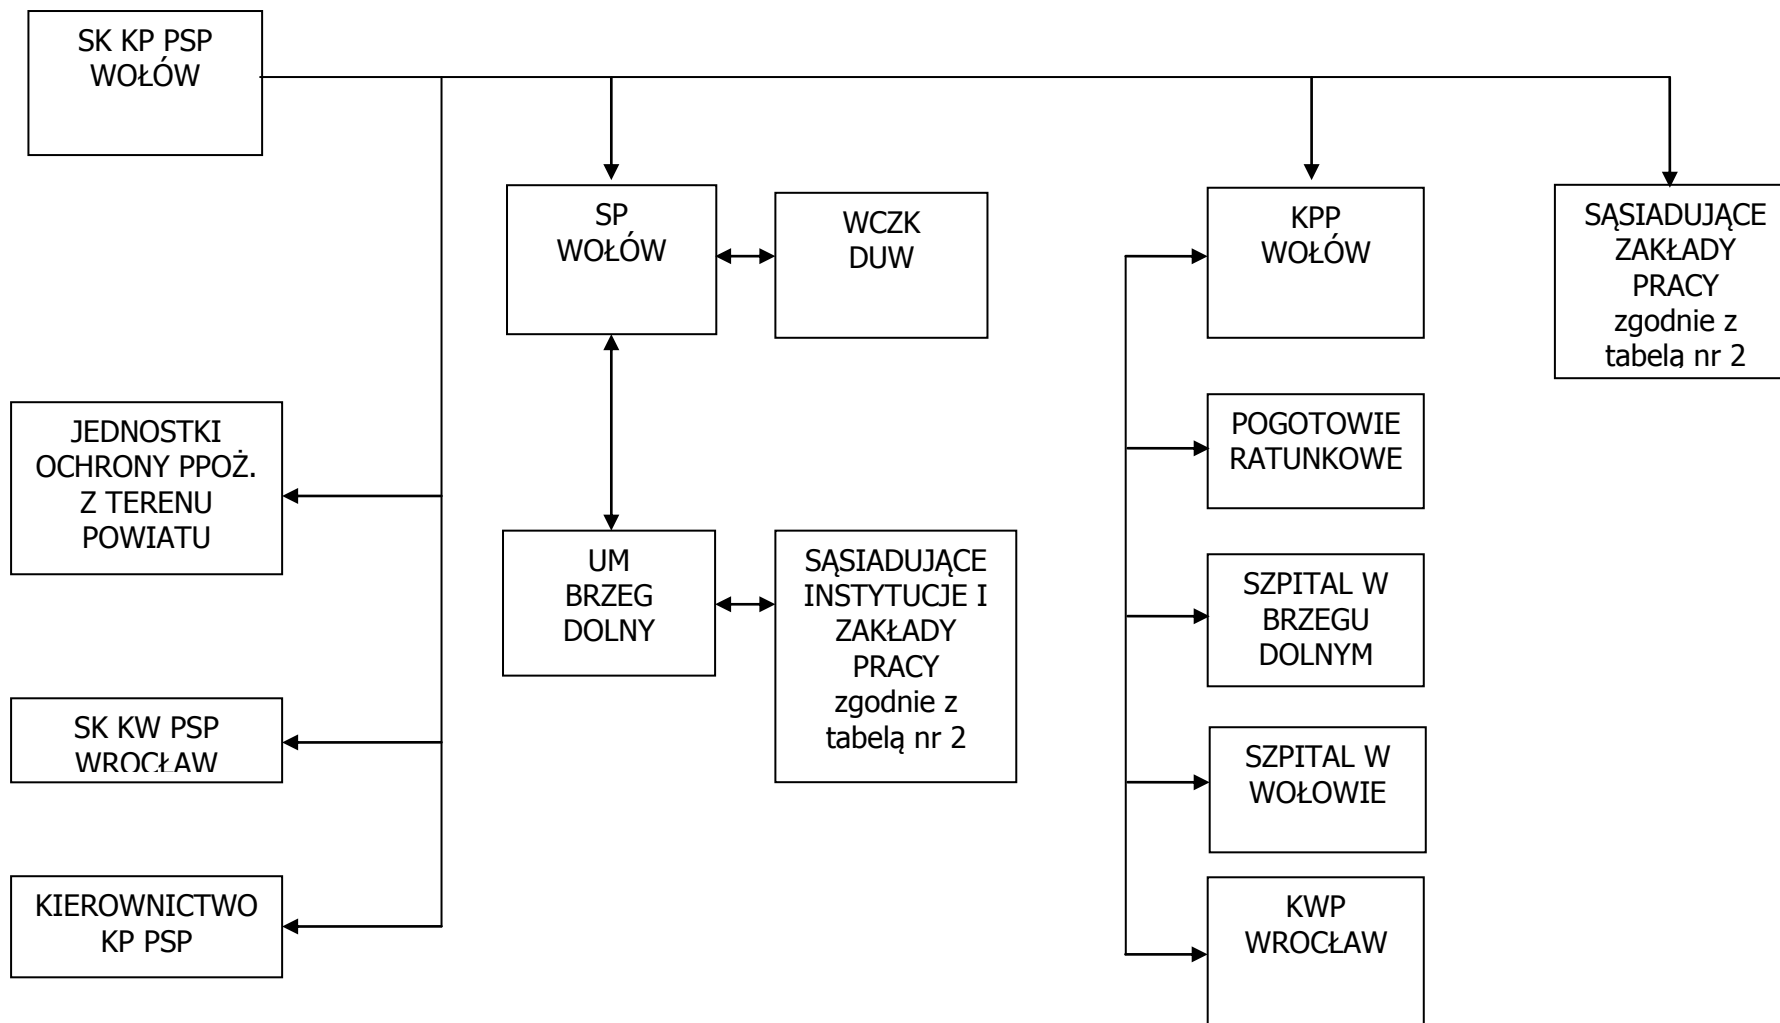 SK KP PSP
WOŁÓW
SP
WOŁÓW
WCZK
DUW
KPP
WOŁÓW
SĄSIADUJĄCE
ZAKŁADY
PRACY
zgodnie z
tabelą nr 2
JEDNOSTKI
OCHRONY PPOŻ.
Z TERENU
POWIATU
POGOTOWIE
RATUNKOWE
UM
BRZEG
DOLNY
SĄSIADUJĄCE
INSTYTUCJE I
ZAKŁADY
PRACY
zgodnie z
tabelą nr 2
SZPITAL W
BRZEGU
DOLNYM
SK KW PSP
WROCŁAW
SZPITAL W
WOŁOWIE
KIEROWNICTWO
KP PSP
KWP
WROCŁAW